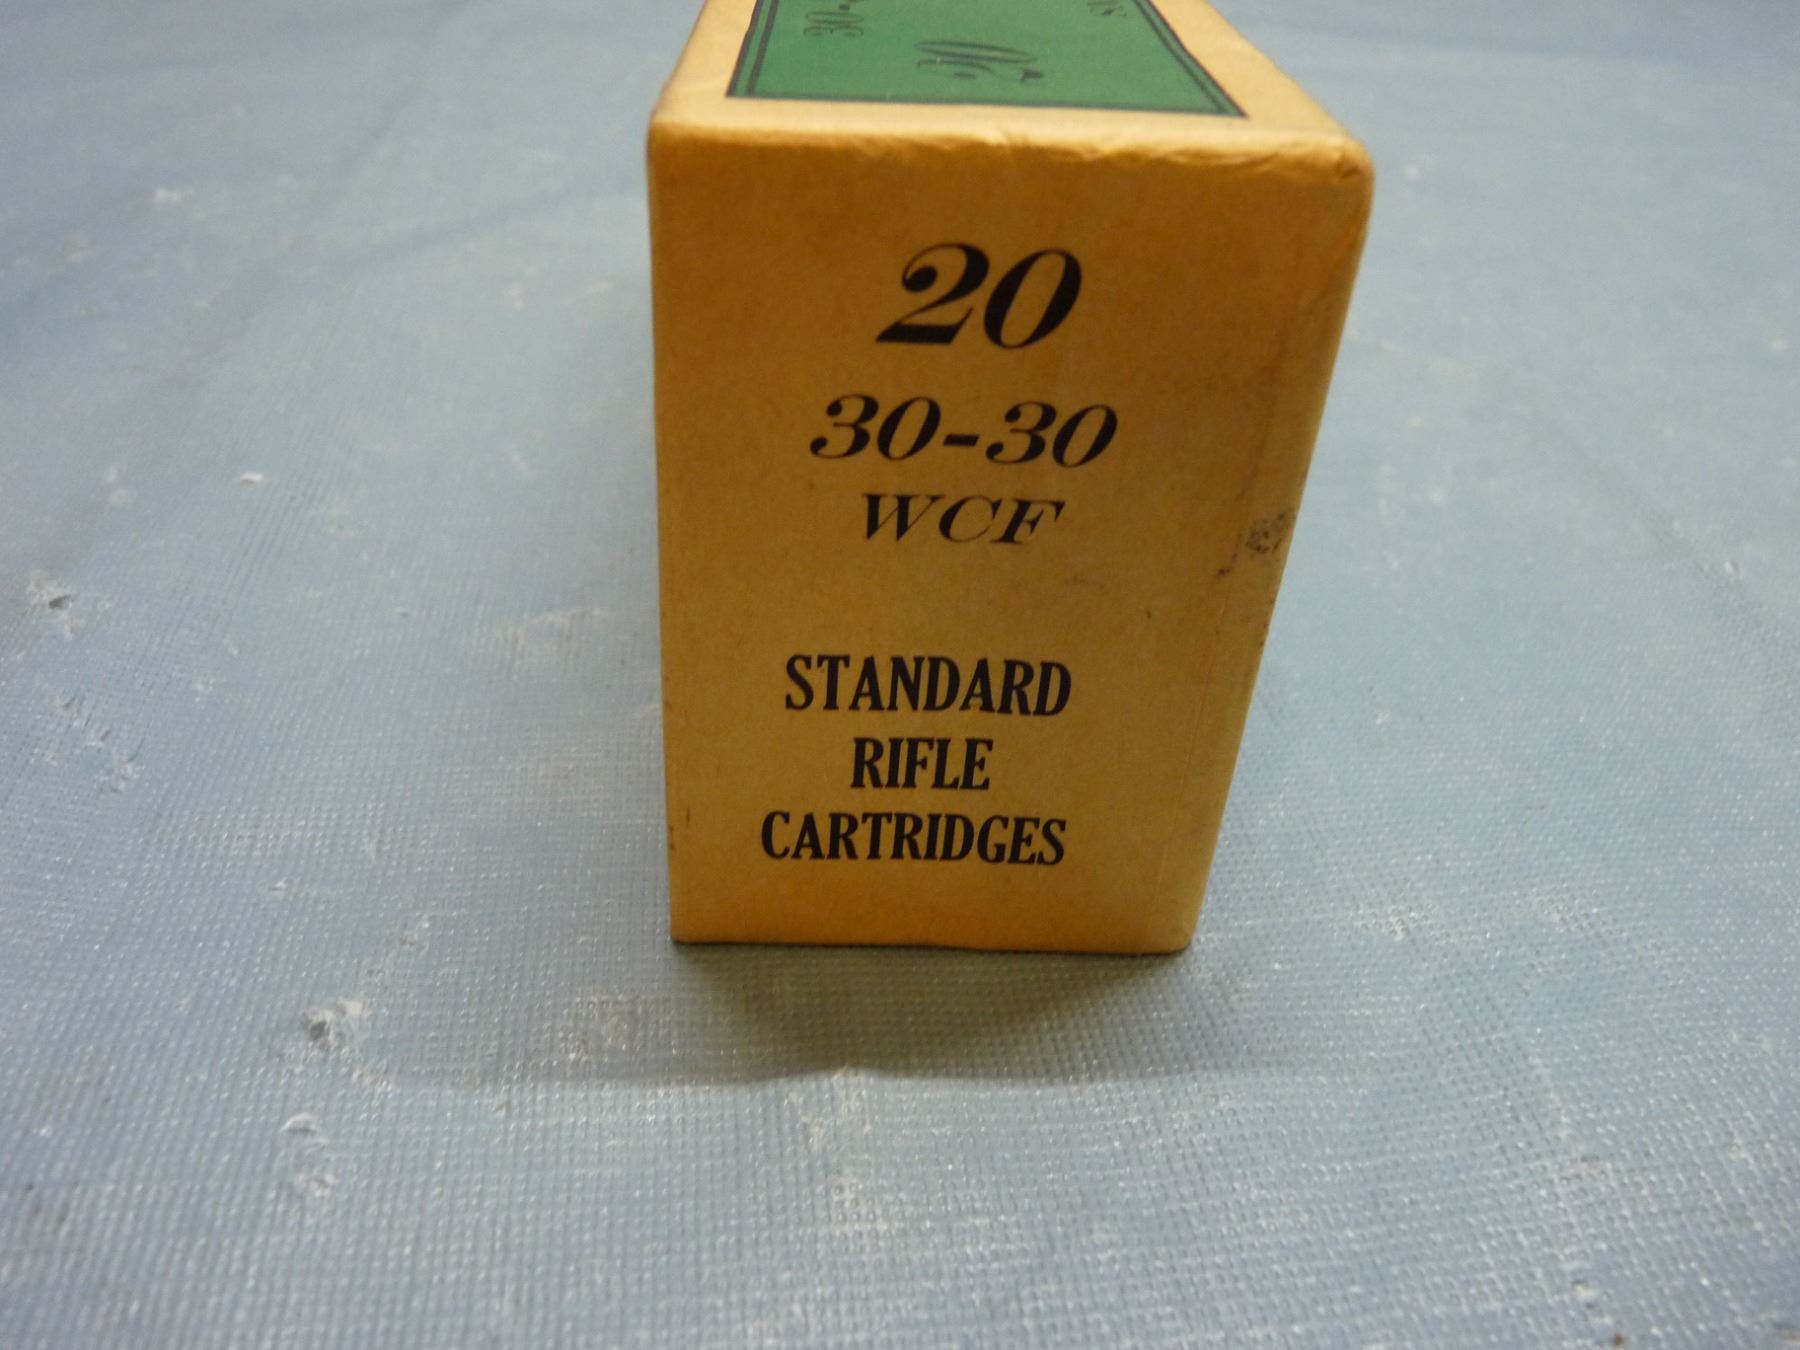 20
30-30
WCF
STANDARD
RIFLE
CARTRIDGES